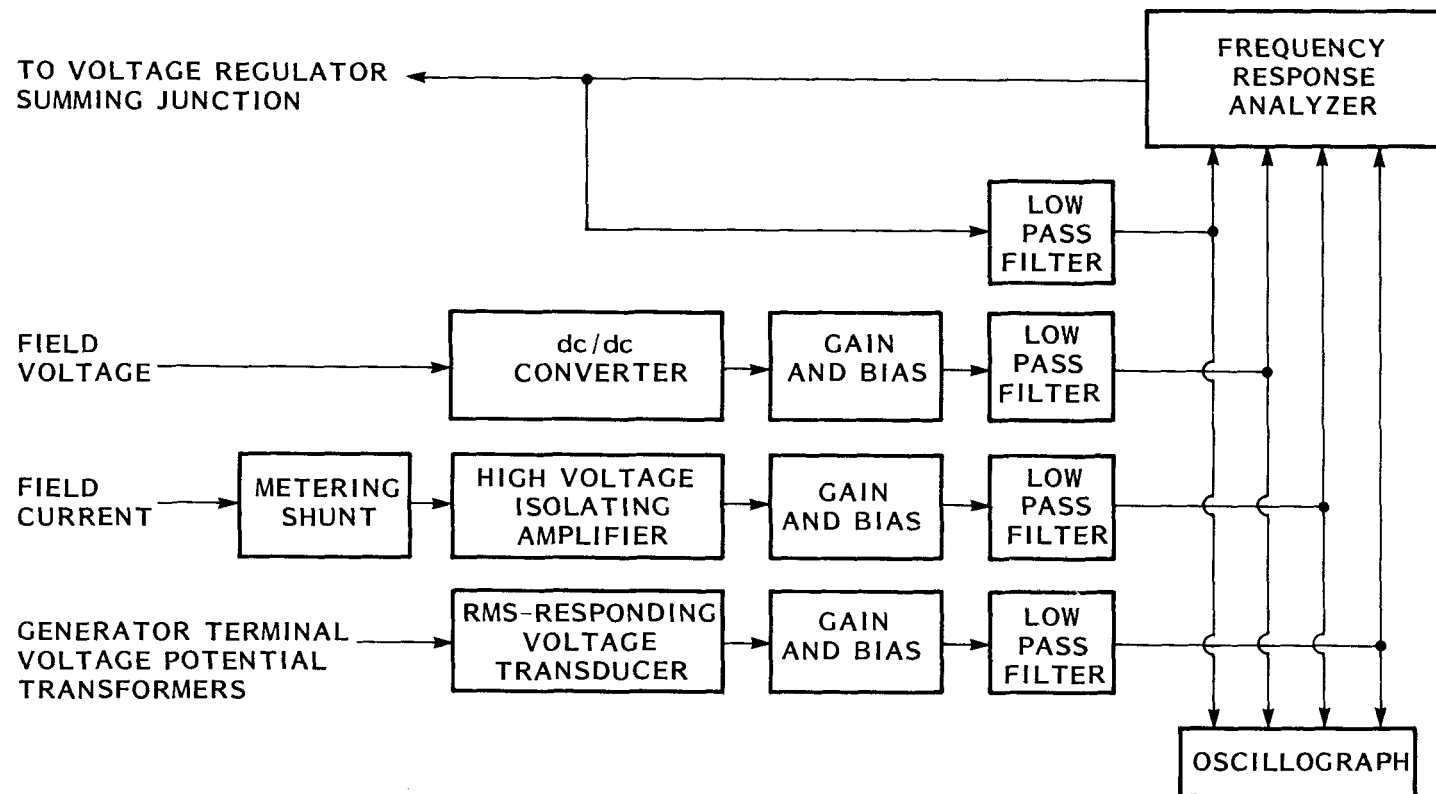 TO VOLTAGE REGULATOR
SUMMING JUNCTION
FREQUENCY
RESPONSE
ANALYZER
LOW
PASS
FILTER
FIELD
VOLTAGE
dc/dc
CONVERTER
GAIN
AND BIAS
LOW
PASS
FILTER
FIELD
CURRENT
METERING
SHUNT
HIGH VOLTAGE
ISOLATING
AMPLIFIER
GAIN
AND BIAS
LOW
PASS
FILTER
GENERATOR TERMINAL
VOLTAGE POTENTIAL
TRANSFORMERS
RMS-RESPONDING
VOLTAGE
TRANSDUCER
GAIN
AND BIAS
LOW
PASS
FILTER
OSCILLOGRAPH